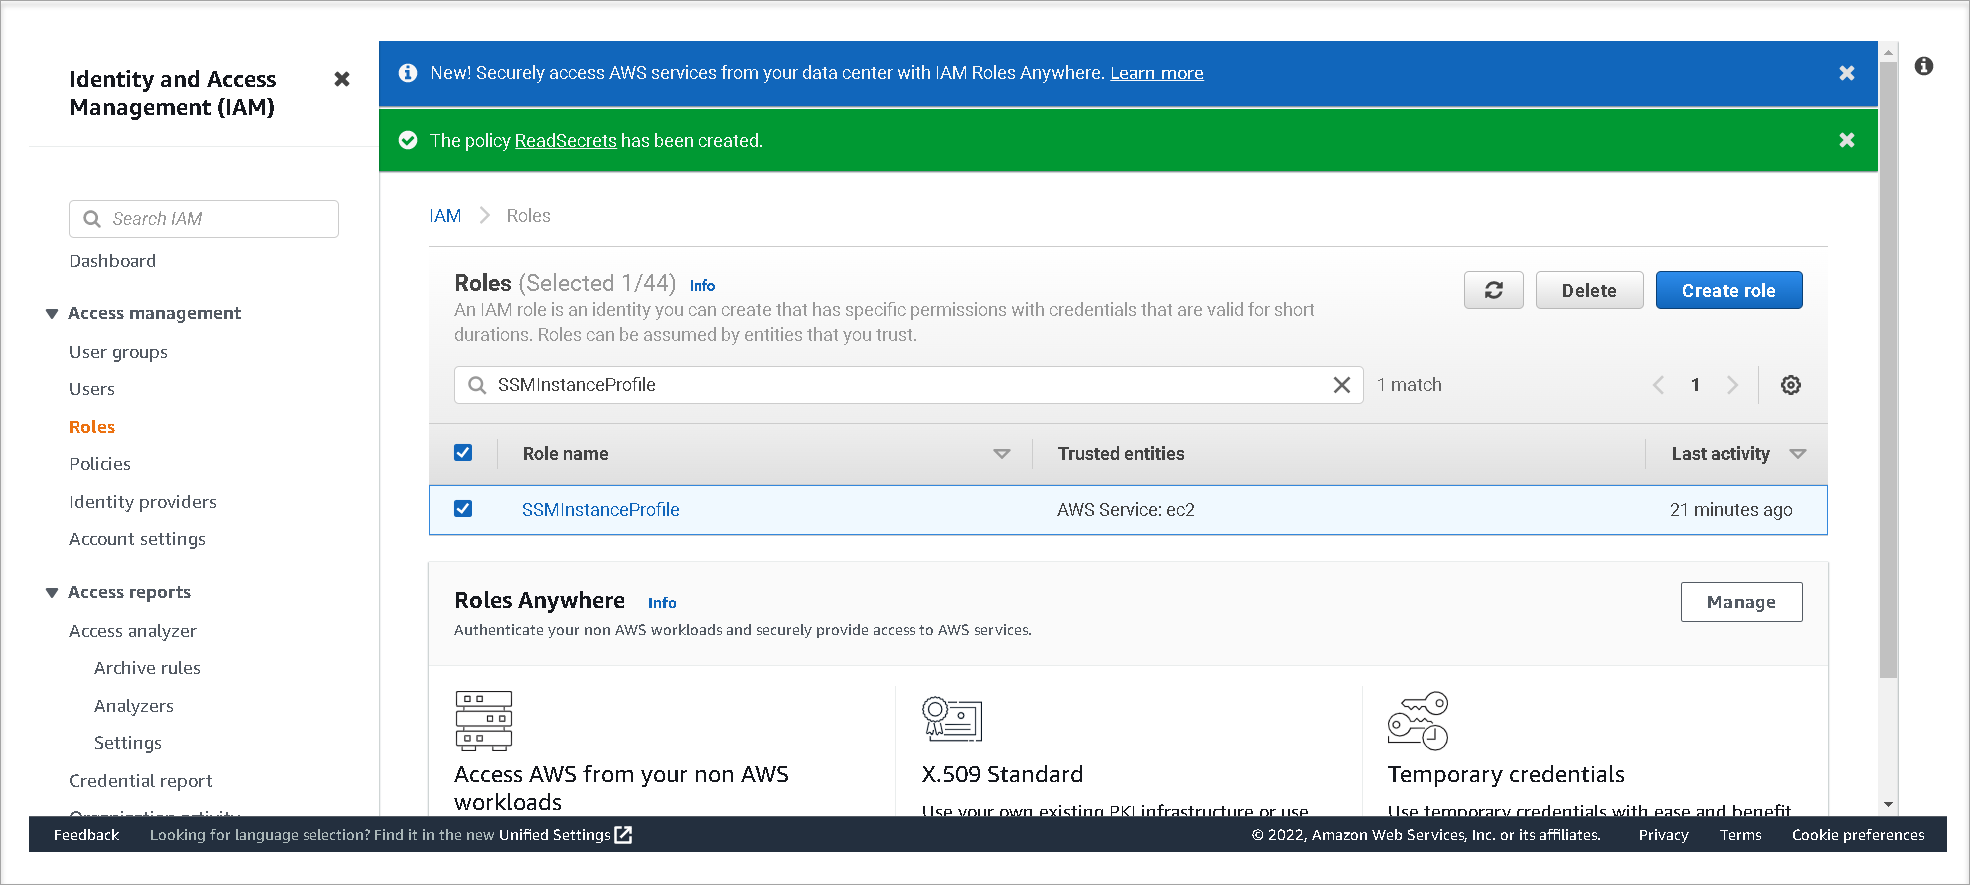 Identity and Access
Management (IAM)
Search IAM
Dashboard
Access management
User groups
Users
Roles
Policies
Identity providers
Account settings
Access reports
Access analyzer
Archive rules
Analyzers
Settings
Credential report
Organization activity
New! Securely access AWS services from your data center with IAM Roles Anywhere. Learn more
The policy ReadSecrets has been created.
IAM > Roles
Roles (Selected 1/44) Info
An IAM role is an identity you can create that has specific permissions with credentials that are valid for short
durations. Roles can be assumed by entities that you trust.
Delete
Create role
SSMInstanceProfile
1 match
1
Role name Trusted entities Last activity
SSMInstanceProfile AWS Service: ec2 21 minutes ago
Roles Anywhere Info
Authenticate your non AWS workloads and securely provide access to AWS services.
Manage
Access AWS from your non AWS
workloads
X.509 Standard
Use your own existing PKI infrastructure or use
Temporary credentials
Use temporary credentials with ease and benefit
Feedback Looking for language selection? Find it in the new Unified Settings
© 2022, Amazon Web Services, Inc. or its affiliates. Privacy Terms Cookie preferences